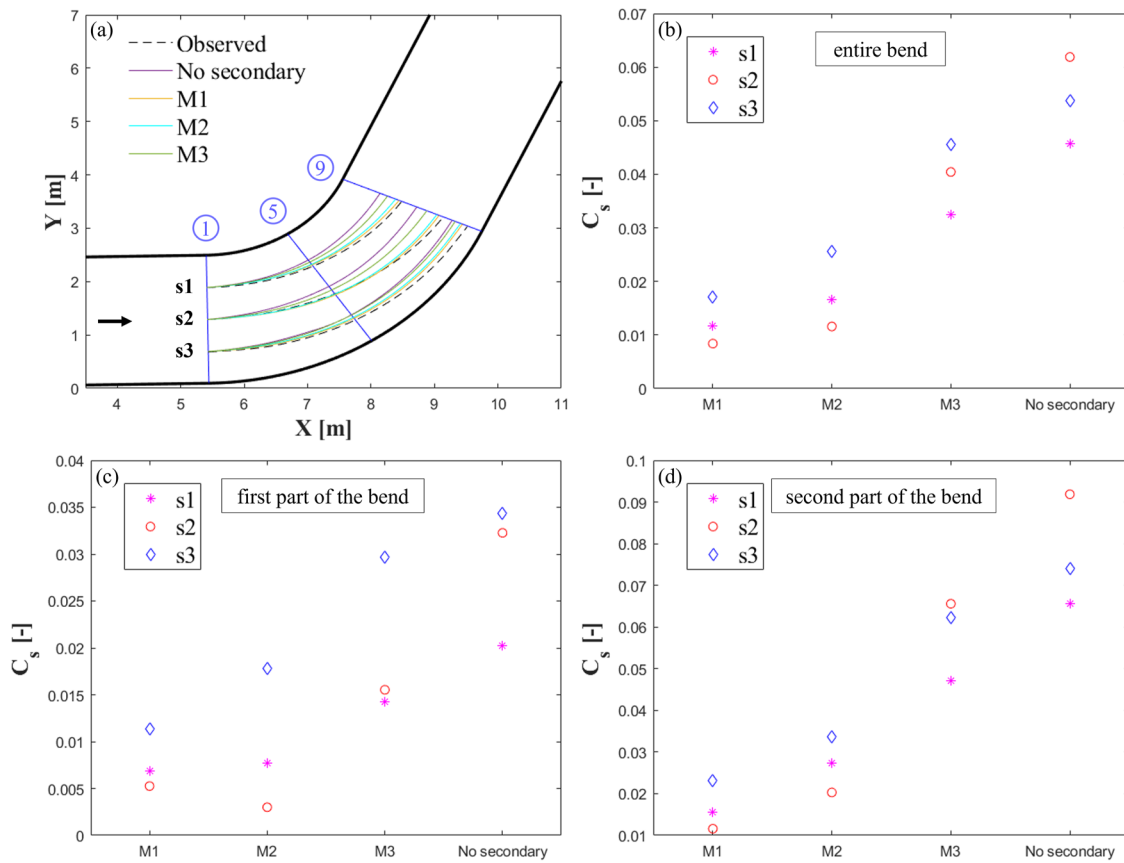 (a)
Observed
No secondary
M1
M2
M3
1
5
9
s1
s2
s3
7
6
5
4
3
2
1
0
4
5
6
7
8
9
10
11
Y [m]
X [m]
(b)
entire bend
s1
s2
s3
0.07
0.06
0.05
0.04
0.03
0.02
0.01
0
C_s [-]
M1
M2
M3
No secondary
(c)
first part of the bend
s1
s2
s3
0.04
0.035
0.03
0.025
0.02
0.015
0.01
0.005
0
C_s [-]
M1
M2
M3
No secondary
(d)
second part of the bend
s1
s2
s3
0.1
0.09
0.08
0.07
0.06
0.05
0.04
0.03
0.02
0.01
C_s [-]
M1
M2
M3
No secondary